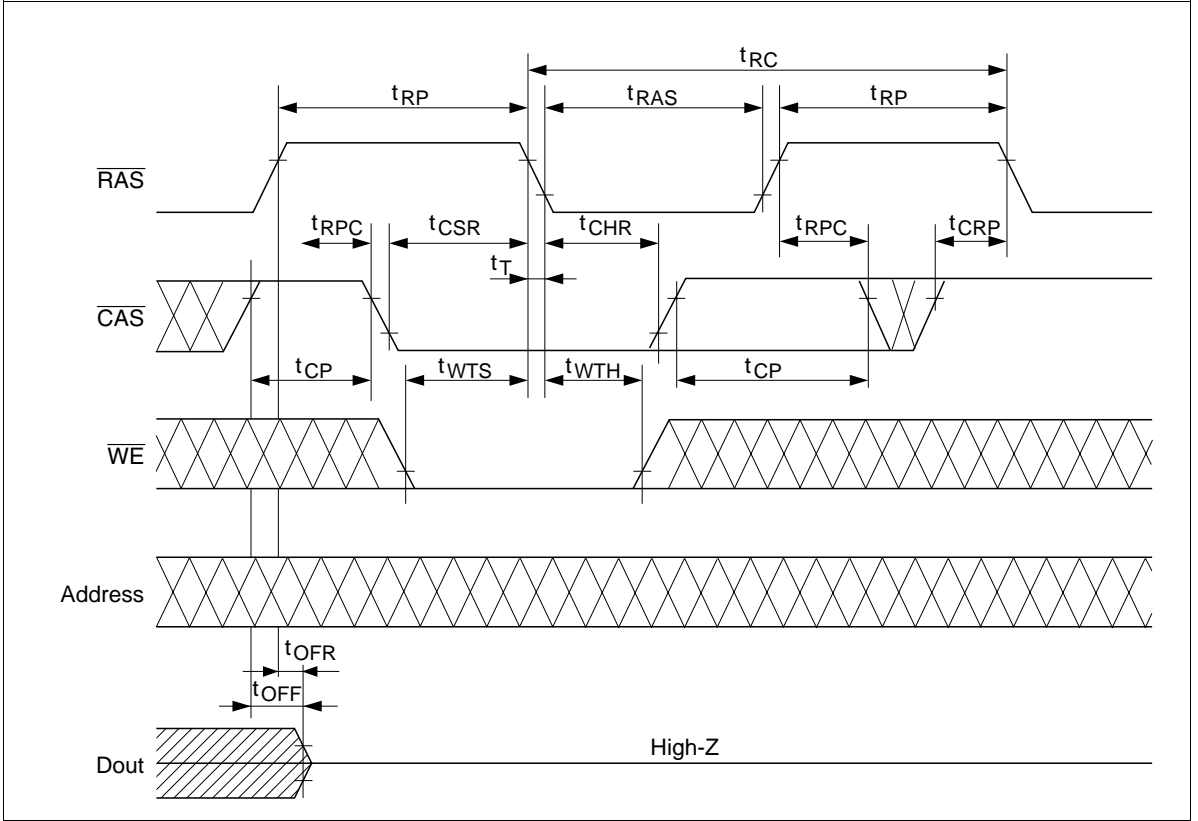 tRC
tRP tRAS tRP
RAS
tRPC tCSR tCHR tRPC tCRP
tT
CAS
tCP tWTS tWTH tCP
WE
Address
tOFR
tOFF
High-Z
Dout